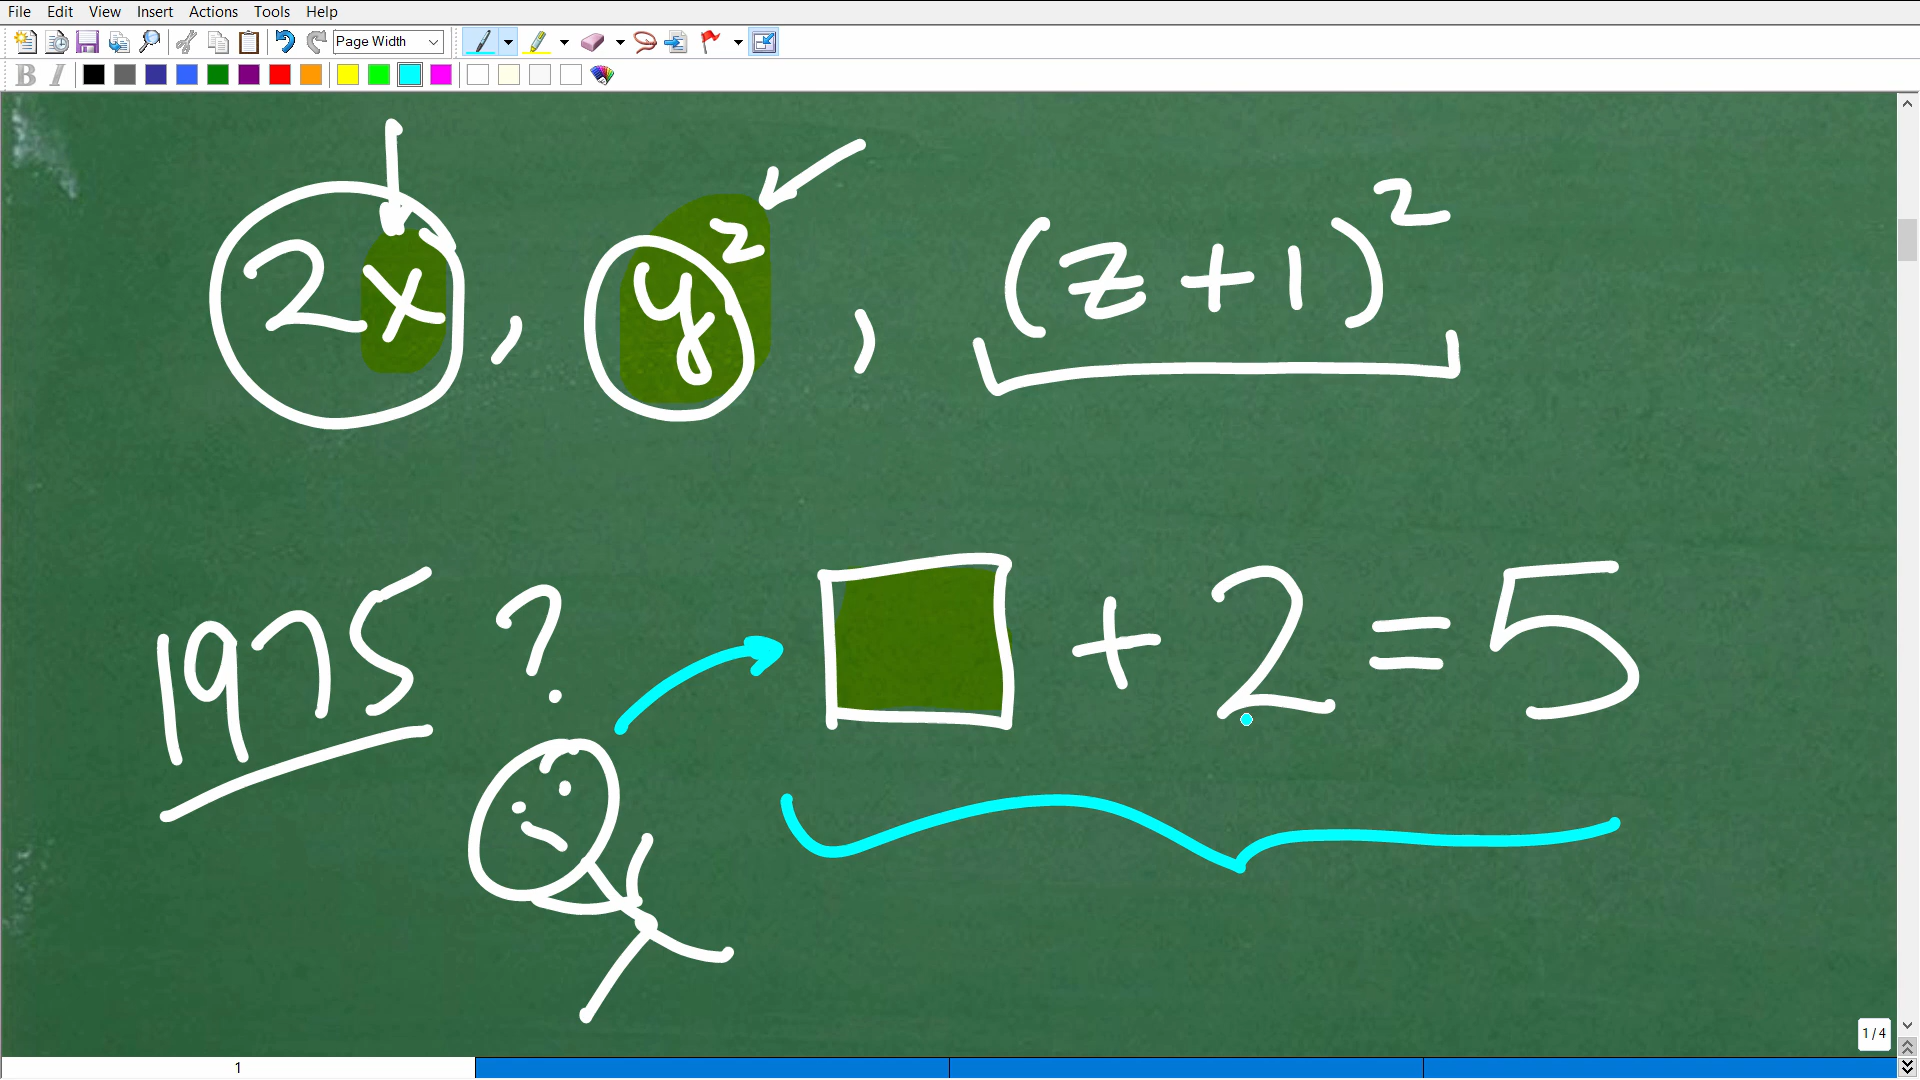 File Edit View Insert Actions Tools Help
Page Width
B I
2x, y², (z+1)²
1975 ? □ + 2 = 5
1/4
1